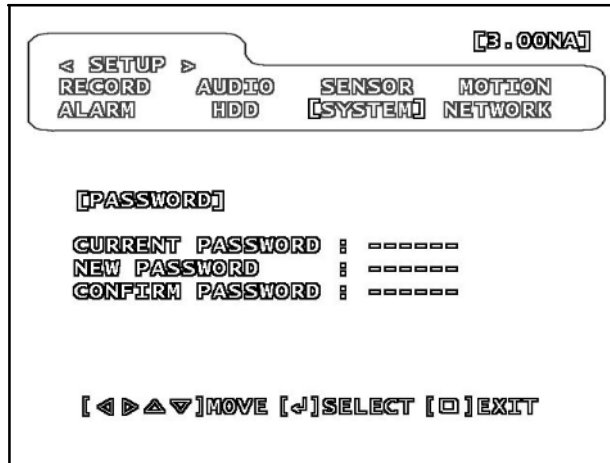 [3.00NA]
< SETUP >
RECORD AUDIO SENSOR MOTION
ALARM HDD [SYSTEM] NETWORK
[PASSWORD]
CURRENT PASSWORD : ------
NEW PASSWORD : ------
CONFIRM PASSWORD : ------
[◁▷△▽]MOVE [↲]SELECT [□]EXIT